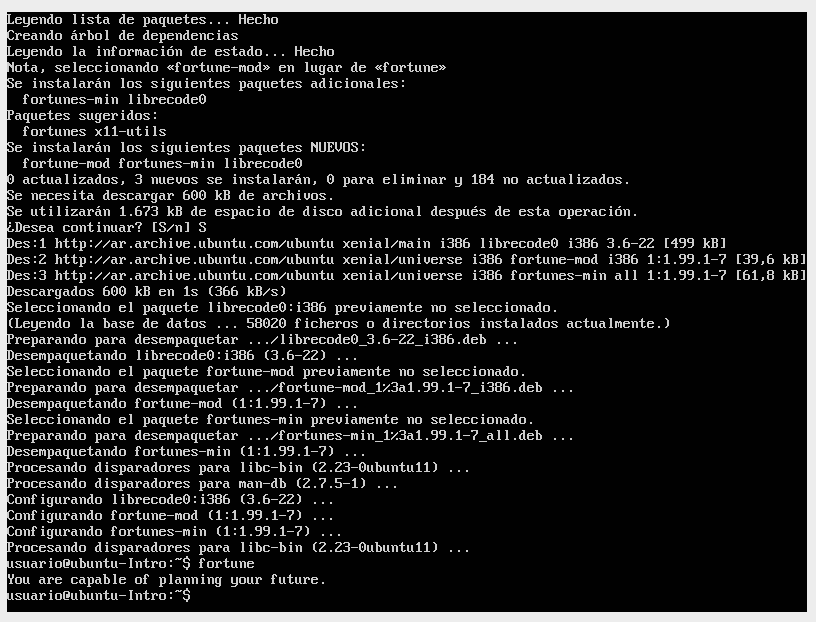 Leyendo lista de paquetes... Hecho
Creando árbol de dependencias
Leyendo la información de estado... Hecho
Nota, seleccionando «fortune-mod» en lugar de «fortune»
Se instalarán los siguientes paquetes adicionales:
  fortunes-min librecode0
Paquetes sugeridos:
  fortunes x11-utils
Se instalarán los siguientes paquetes NUEVOS:
  fortune-mod fortunes-min librecode0
0 actualizados, 3 nuevos se instalarán, 0 para eliminar y 184 no actualizados.
Se necesita descargar 600 kB de archivos.
Se utilizarán 1.673 kB de espacio de disco adicional después de esta operación.
¿Desea continuar? [S/n] S
Des:1 http://ar.archive.ubuntu.com/ubuntu xenial/main i386 librecode0 i386 3.6-22 [499 kB]
Des:2 http://ar.archive.ubuntu.com/ubuntu xenial/universe i386 fortune-mod i386 1:1.99.1-7 [39,6 kB]
Des:3 http://ar.archive.ubuntu.com/ubuntu xenial/universe i386 fortunes-min all 1:1.99.1-7 [61,8 kB]
Descargados 600 kB en 1s (366 kB/s)
Seleccionando el paquete librecode0:i386 previamente no seleccionado.
(Leyendo la base de datos ... 58020 ficheros o directorios instalados actualmente.)
Preparando para desempaquetar .../librecode0_3.6-22_i386.deb ...
Desempaquetando librecode0:i386 (3.6-22) ...
Seleccionando el paquete fortune-mod previamente no seleccionado.
Preparando para desempaquetar .../fortune-mod_1%3a1.99.1-7_i386.deb ...
Desempaquetando fortune-mod (1:1.99.1-7) ...
Seleccionando el paquete fortunes-min previamente no seleccionado.
Preparando para desempaquetar .../fortunes-min_1%3a1.99.1-7_all.deb ...
Desempaquetando fortunes-min (1:1.99.1-7) ...
Procesando disparadores para libc-bin (2.23-0ubuntu11) ...
Procesando disparadores para man-db (2.7.5-1) ...
Configurando librecode0:i386 (3.6-22) ...
Configurando fortune-mod (1:1.99.1-7) ...
Configurando fortunes-min (1:1.99.1-7) ...
Procesando disparadores para libc-bin (2.23-0ubuntu11) ...
usuario@ubuntu-Intro:~$ fortune
You are capable of planning your future.
usuario@ubuntu-Intro:~$